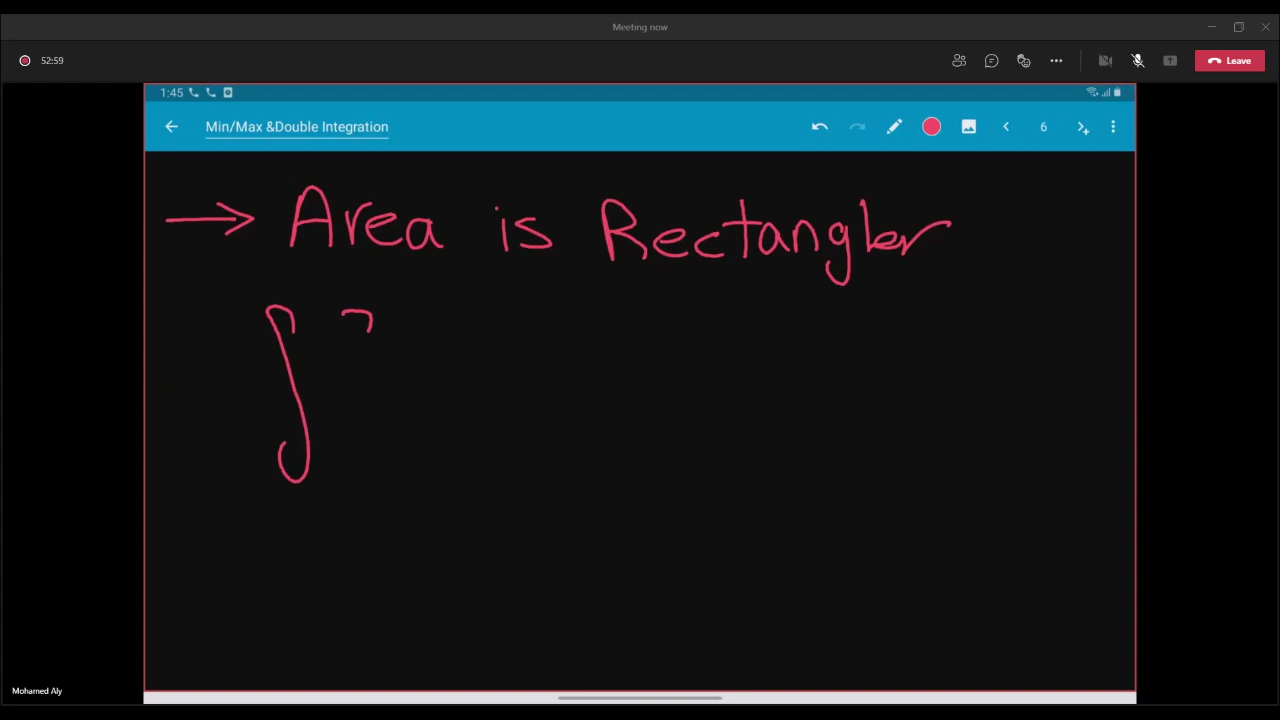 Meeting now
52:59
Leave
1:45
Min/Max &Double Integration
6
→ Area is Rectangler
∫
Mohamed Aly